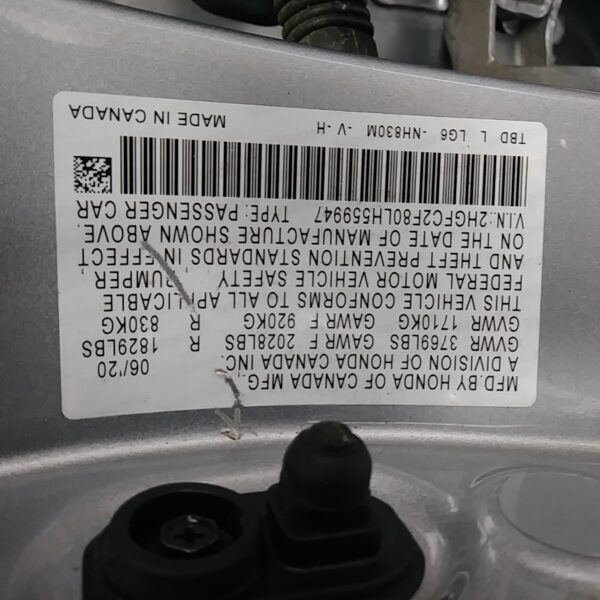 MFD.BY HONDA OF CANADA MFG.,
A DIVISION OF HONDA CANADA INC. 06/'20
GVWR 3769LBS GAWR F 2028LBS R 1829LBS
GVWR 1710KG GAWR F 920KG R 830KG
THIS VEHICLE CONFORMS TO ALL APPLICABLE
FEDERAL MOTOR VEHICLE SAFETY, BUMPER,
AND THEFT PREVENTION STANDARDS IN EFFECT
ON THE DATE OF MANUFACTURE SHOWN ABOVE.
V.I.N:2HGFC2F80LH559947 TYPE: PASSENGER CAR
TBD L LG6 -NH830M -V -H MADE IN CANADA